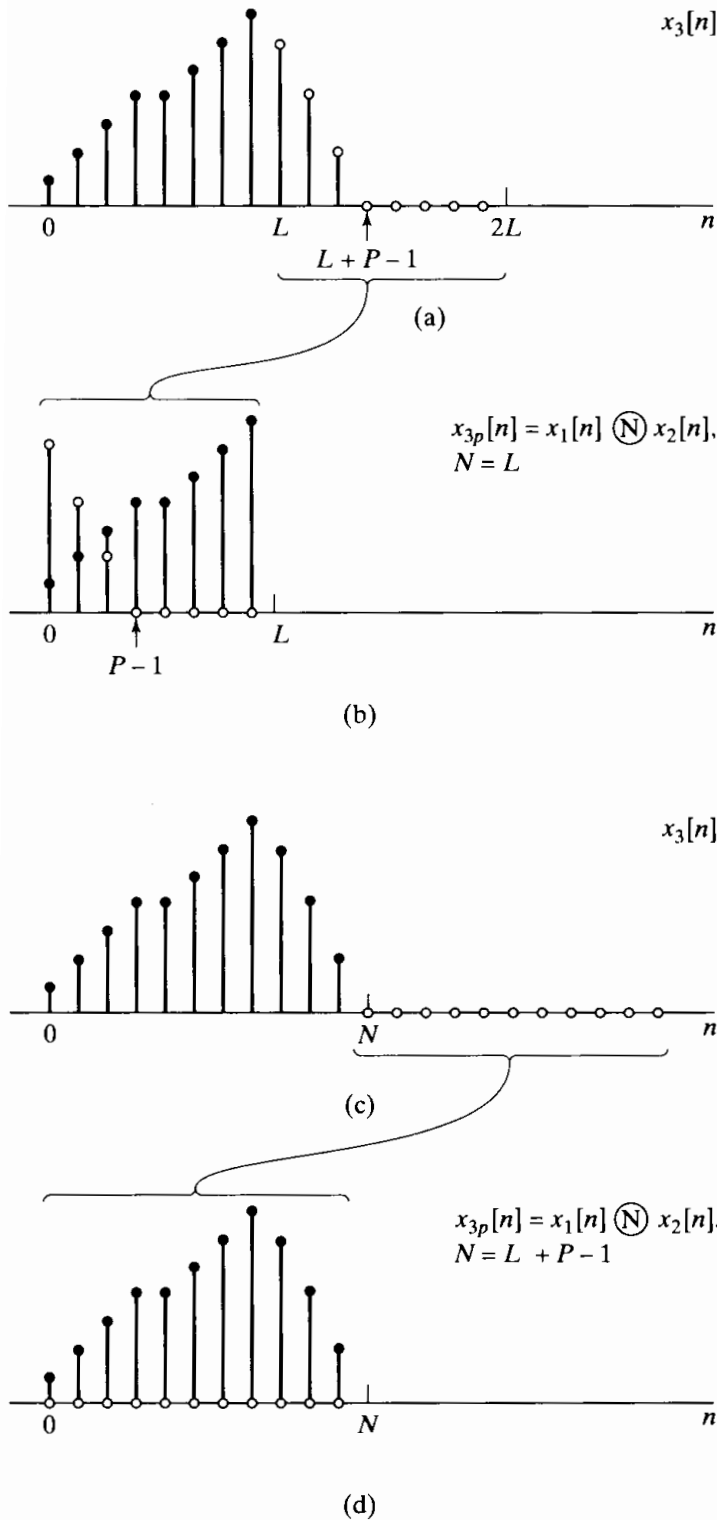 x₃[n]
0 L 2L n
L + P − 1
(a)
x₃ₚ[n] = x₁[n] Ⓝ x₂[n],
N = L
0 L n
P − 1
(b)
x₃[n]
0 N n
(c)
x₃ₚ[n] = x₁[n] Ⓝ x₂[n].
N = L + P − 1
0 N n
(d)